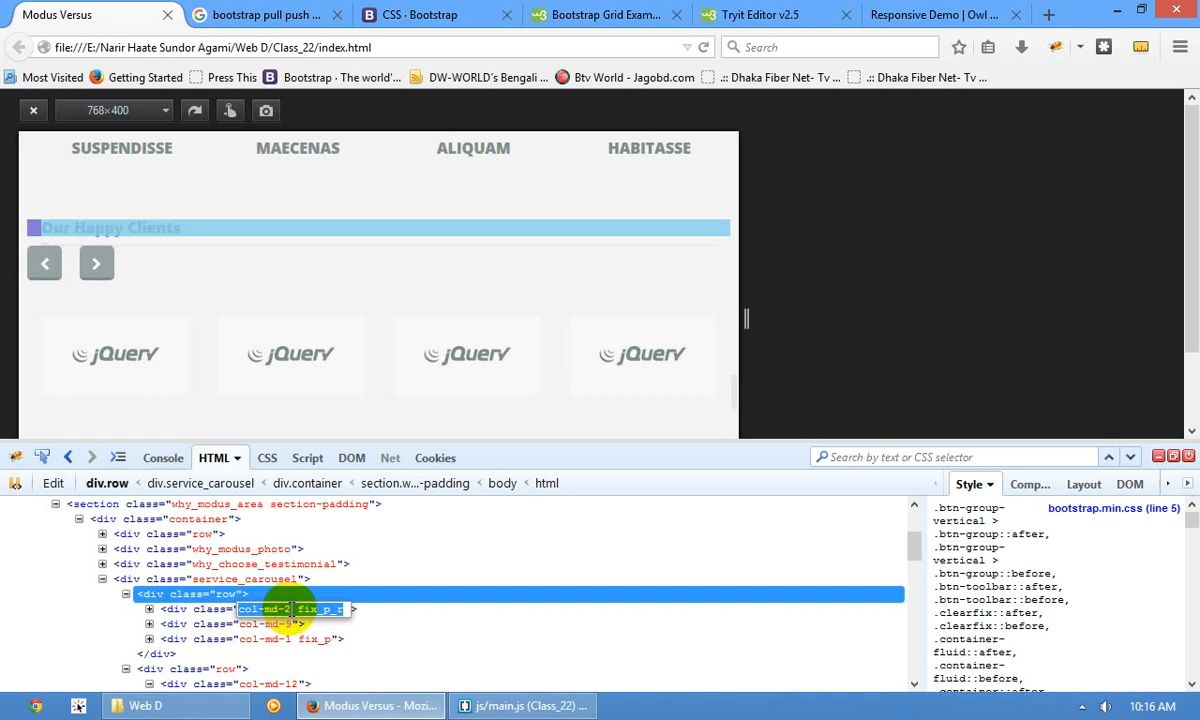 Modus Versus
bootstrap pull push ...
CSS · Bootstrap
Bootstrap Grid Exam...
Tryit Editor v2.5
Responsive Demo | Owl ...
file:///E:/Narir Haate Sundor Agami/Web D/Class_22/index.html
Search
Most Visited
Getting Started
Press This
Bootstrap · The world'...
DW-WORLD´s Bengali ...
Btv World - Jagobd.com
.:: Dhaka Fiber Net- Tv ...
.:: Dhaka Fiber Net- Tv ...
768×400
SUSPENDISSE MAECENAS ALIQUAM HABITASSE
Our Happy Clients
jQuery jQuery jQuery jQuery
Console HTML CSS Script DOM Net Cookies
Search by text or CSS selector
Edit div.row < div.service_carousel < div.container < section.w...-padding < body < html
Style Comp... Layout DOM
<section class="why_modus_area section-padding">
<div class="container">
<div class="row">
<div class="why_modus_photo">
<div class="why_choose_testimonial">
<div class="service_carousel">
<div class="row">
<div class="col-md-2 fix_p_r">
<div class="col-md-9">
<div class="col-md-1 fix_p">
</div>
<div class="row">
<div class="col-md-12">
bootstrap.min.css (line 5)
.btn-group-
vertical >
.btn-group::after,
.btn-group-
vertical >
.btn-group::before,
.btn-toolbar::after,
.btn-toolbar::before,
.clearfix::after,
.clearfix::before,
.container-
fluid::after,
.container-
fluid::before,
Web D
Modus Versus - Mozi...
js/main.js (Class_22) ...
10:16 AM